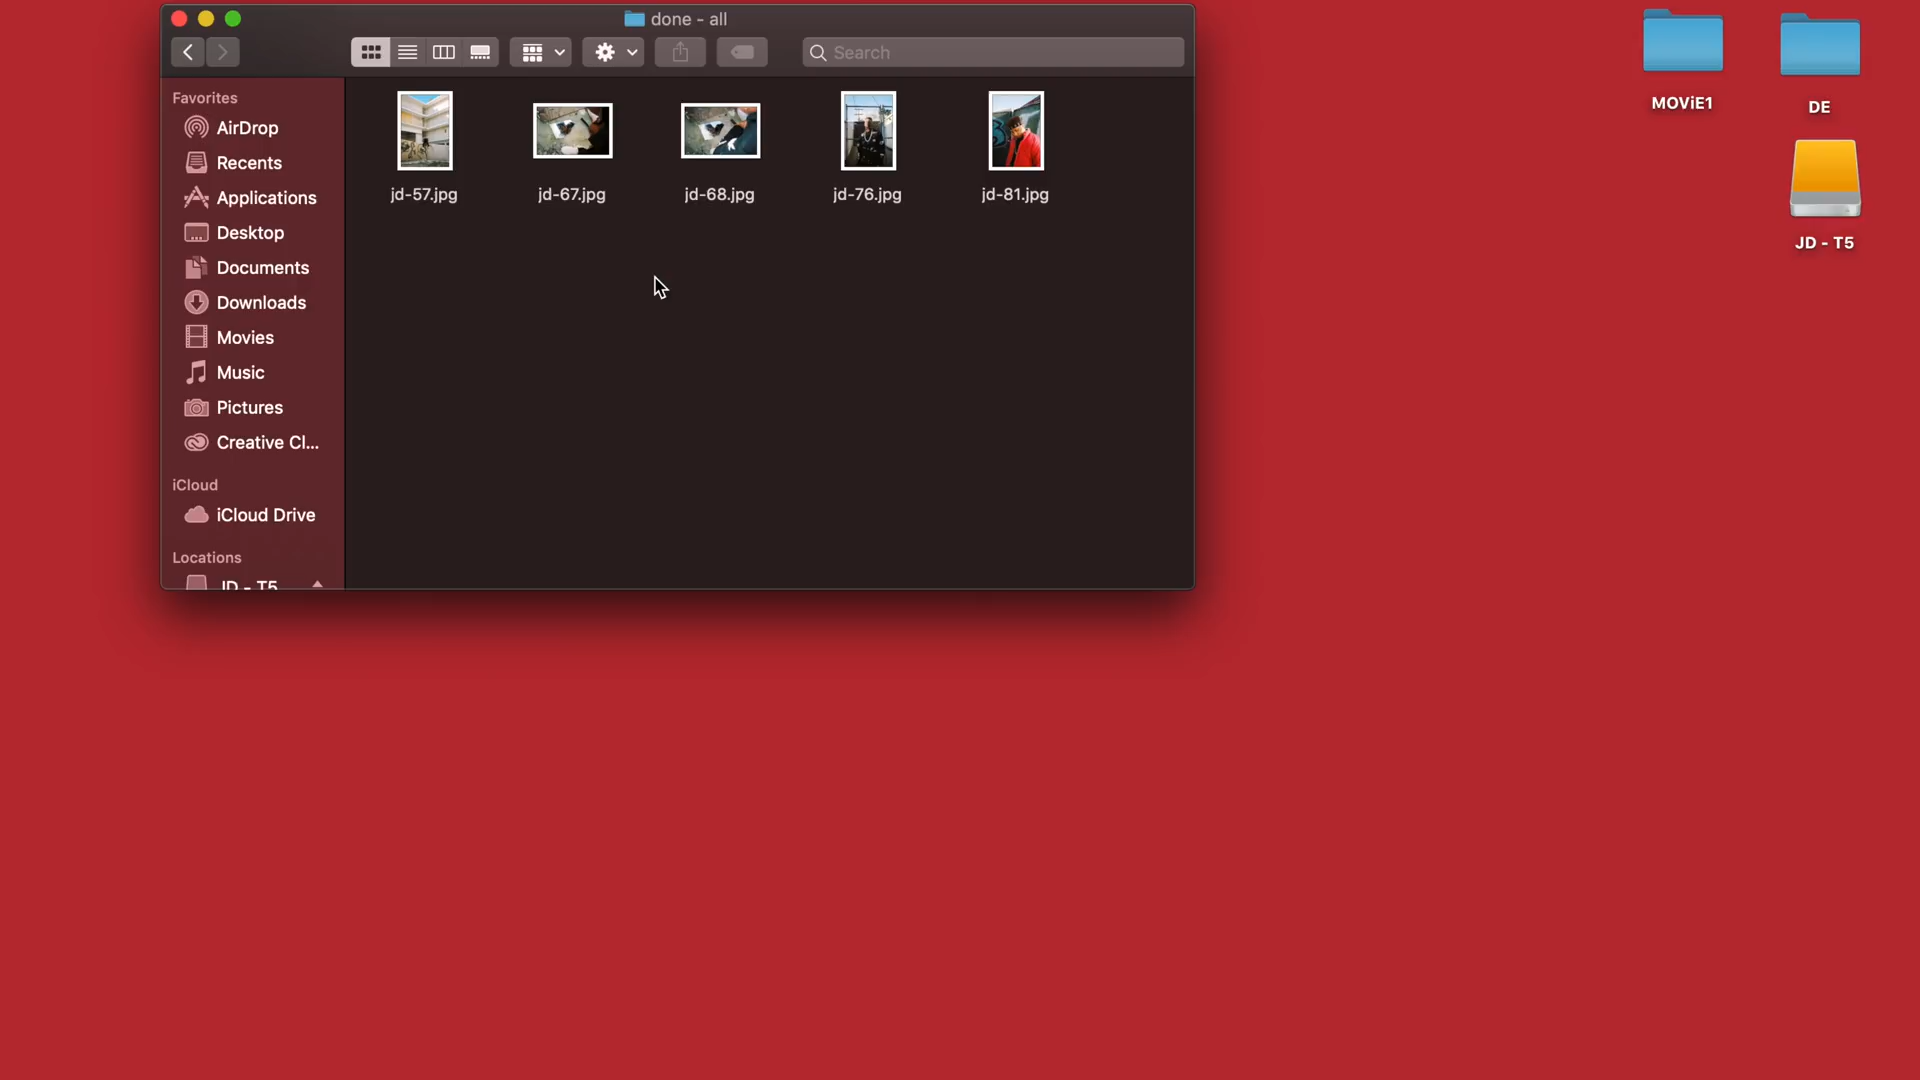 done - all
Search
Favorites
AirDrop
Recents
Applications
Desktop
Documents
Downloads
Movies
Music
Pictures
Creative Cl...
iCloud
iCloud Drive
Locations
JD - T5
jd-57.jpg
jd-67.jpg
jd-68.jpg
jd-76.jpg
jd-81.jpg
MOViE1
DE
JD - T5